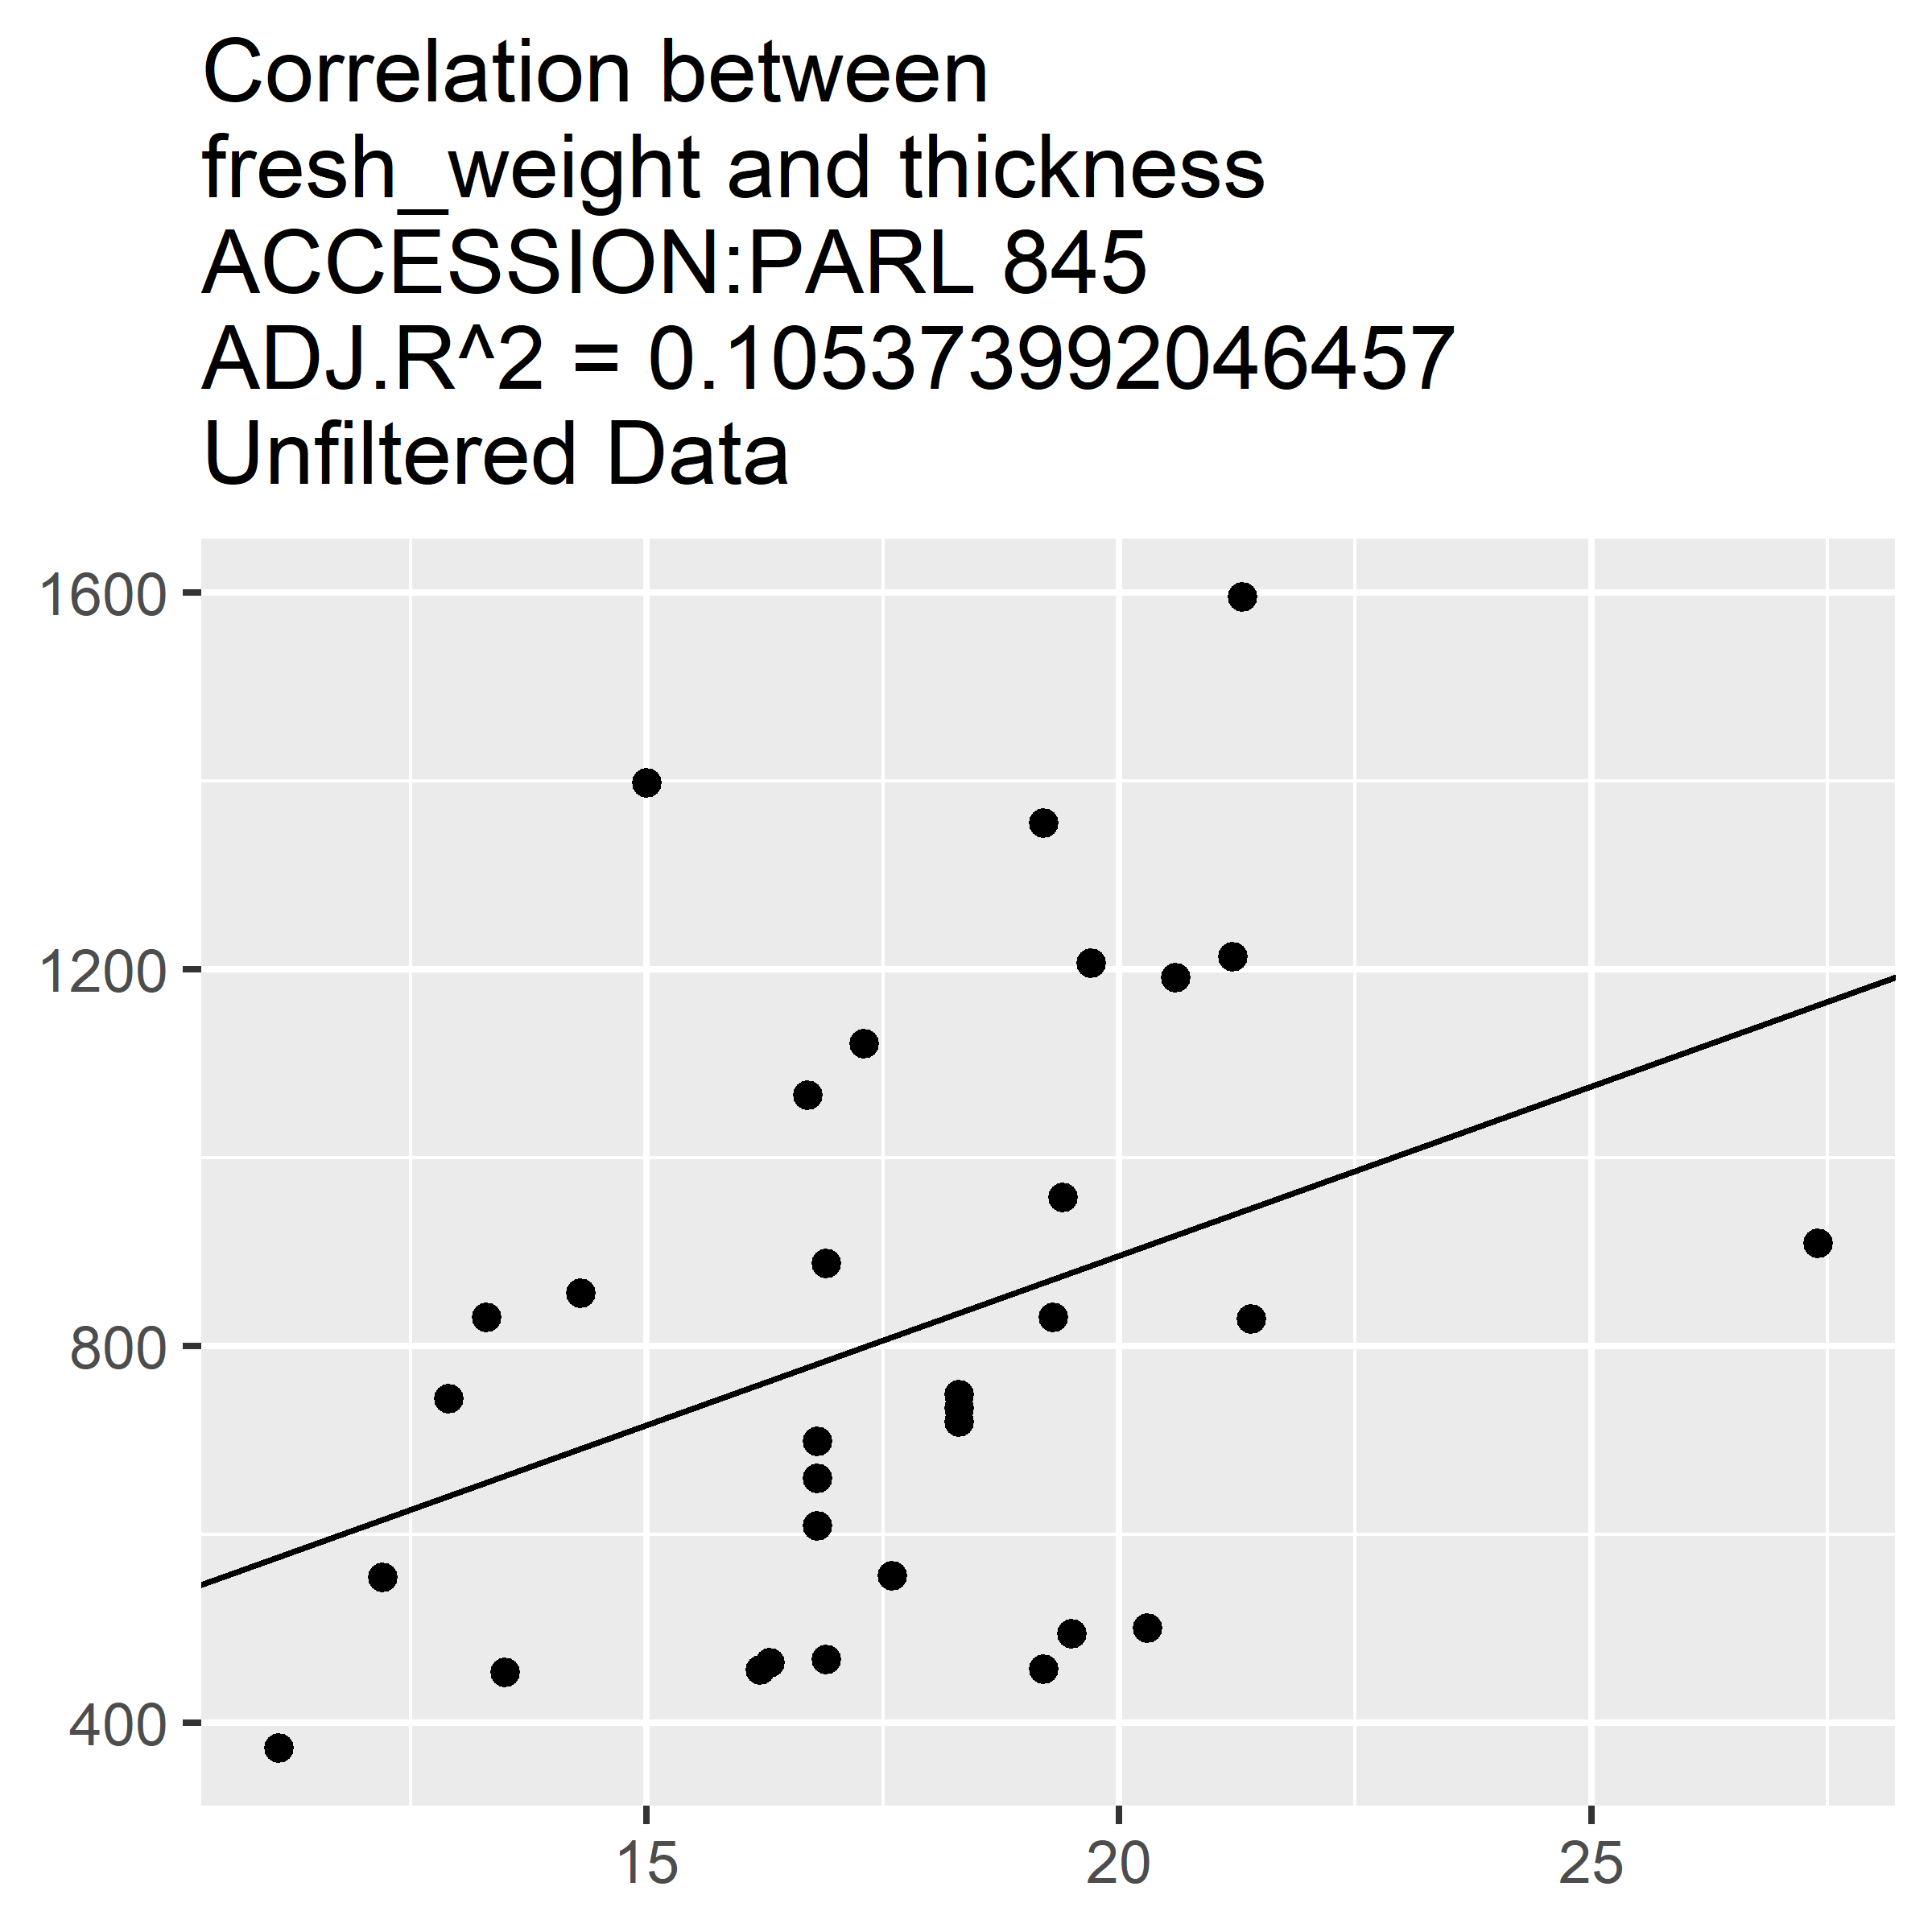 Correlation between
fresh_weight and thickness
ACCESSION:PARL 845
ADJ.R^2 = 0.105373992046457
Unfiltered Data
1600
1200
800
400
15 20 25